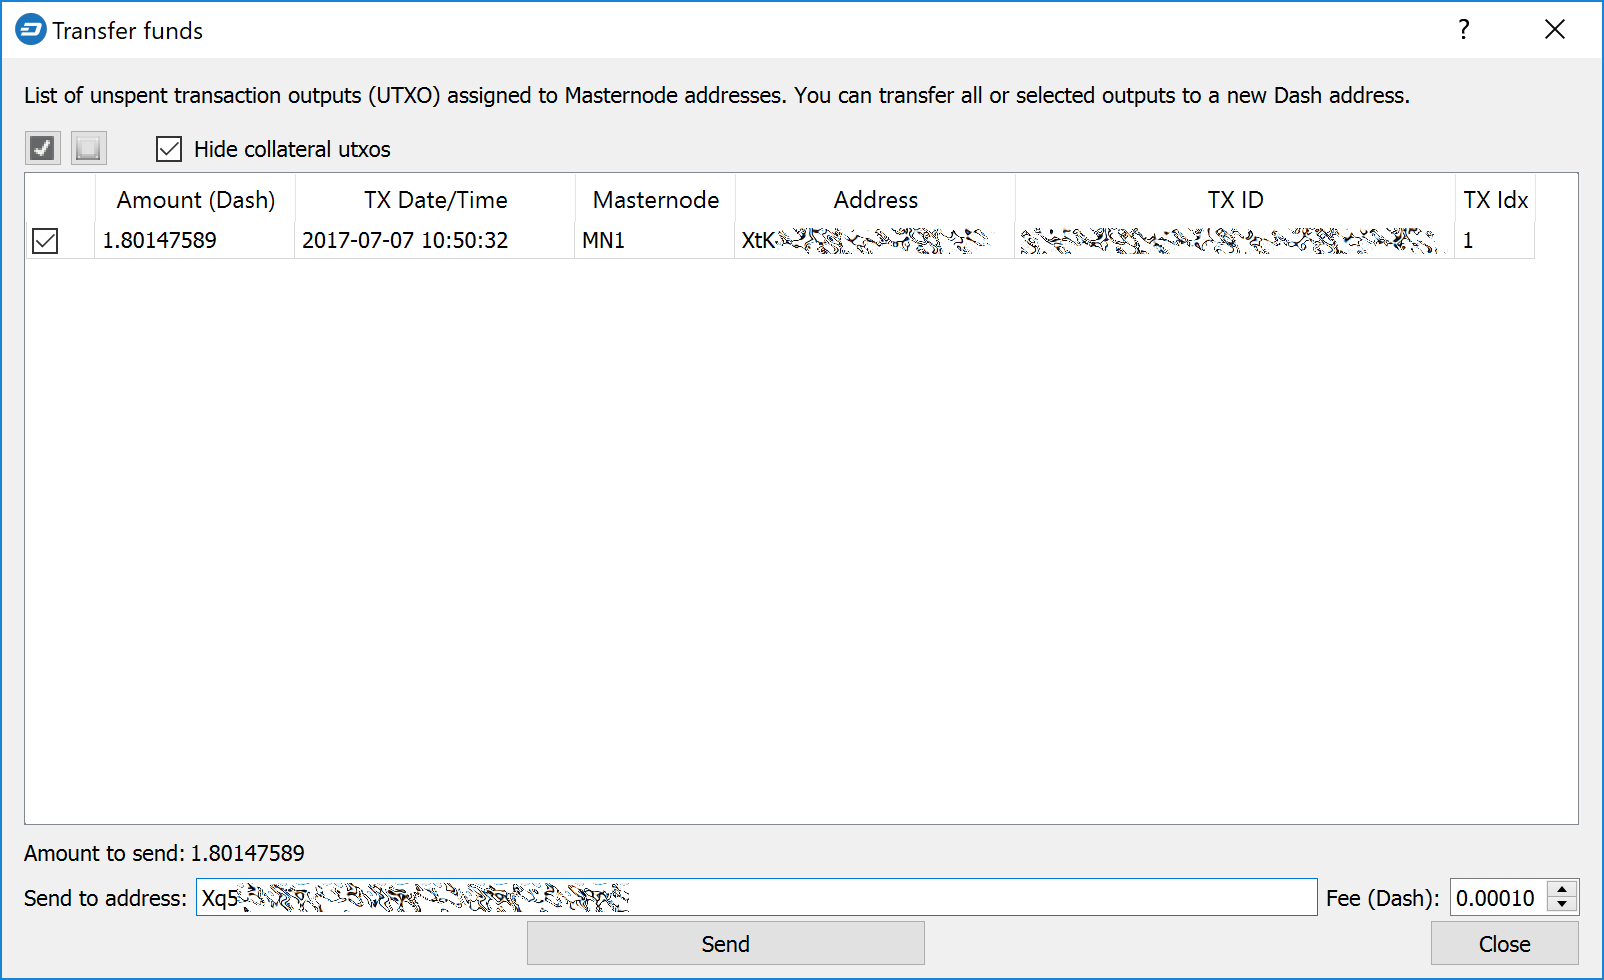 Transfer funds
?
List of unspent transaction outputs (UTXO) assigned to Masternode addresses. You can transfer all or selected outputs to a new Dash address.
Hide collateral utxos
Amount (Dash) TX Date/Time Masternode Address TX ID TX Idx
1.80147589 2017-07-07 10:50:32 MN1 XtK 1
Amount to send: 1.80147589
Send to address: Xq5 Fee (Dash): 0.00010
Send Close